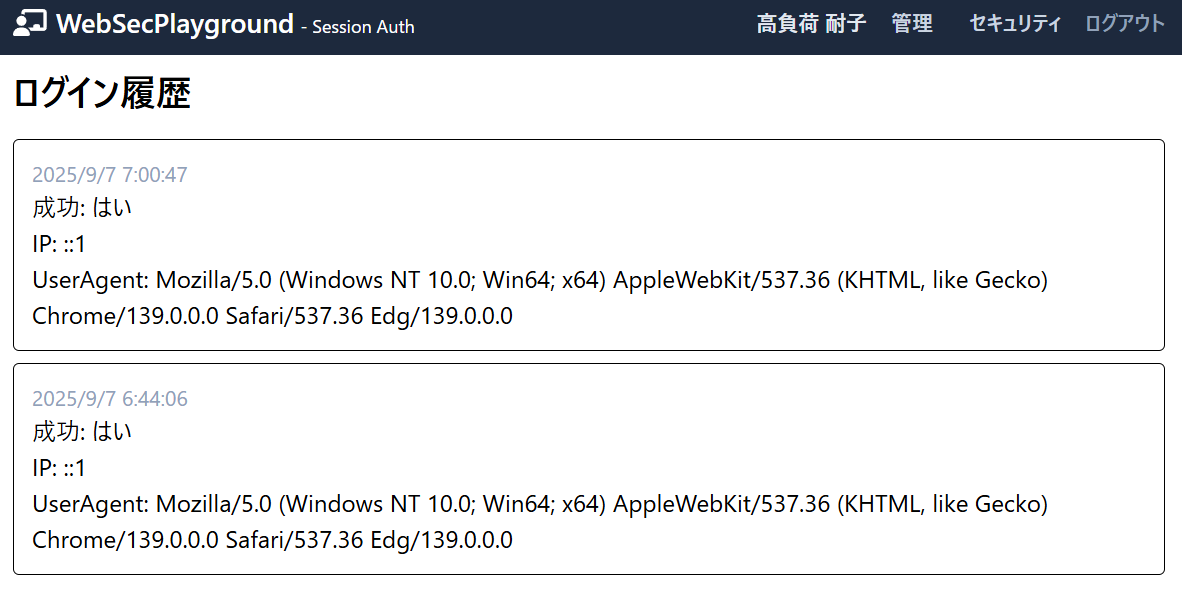 WebSecPlayground - Session Auth 高負荷 耐子 管理 セキュリティ ログアウト
ログイン履歴
2025/9/7 7:00:47
成功: はい
IP: ::1
UserAgent: Mozilla/5.0 (Windows NT 10.0; Win64; x64) AppleWebKit/537.36 (KHTML, like Gecko)
Chrome/139.0.0.0 Safari/537.36 Edg/139.0.0.0
2025/9/7 6:44:06
成功: はい
IP: ::1
UserAgent: Mozilla/5.0 (Windows NT 10.0; Win64; x64) AppleWebKit/537.36 (KHTML, like Gecko)
Chrome/139.0.0.0 Safari/537.36 Edg/139.0.0.0